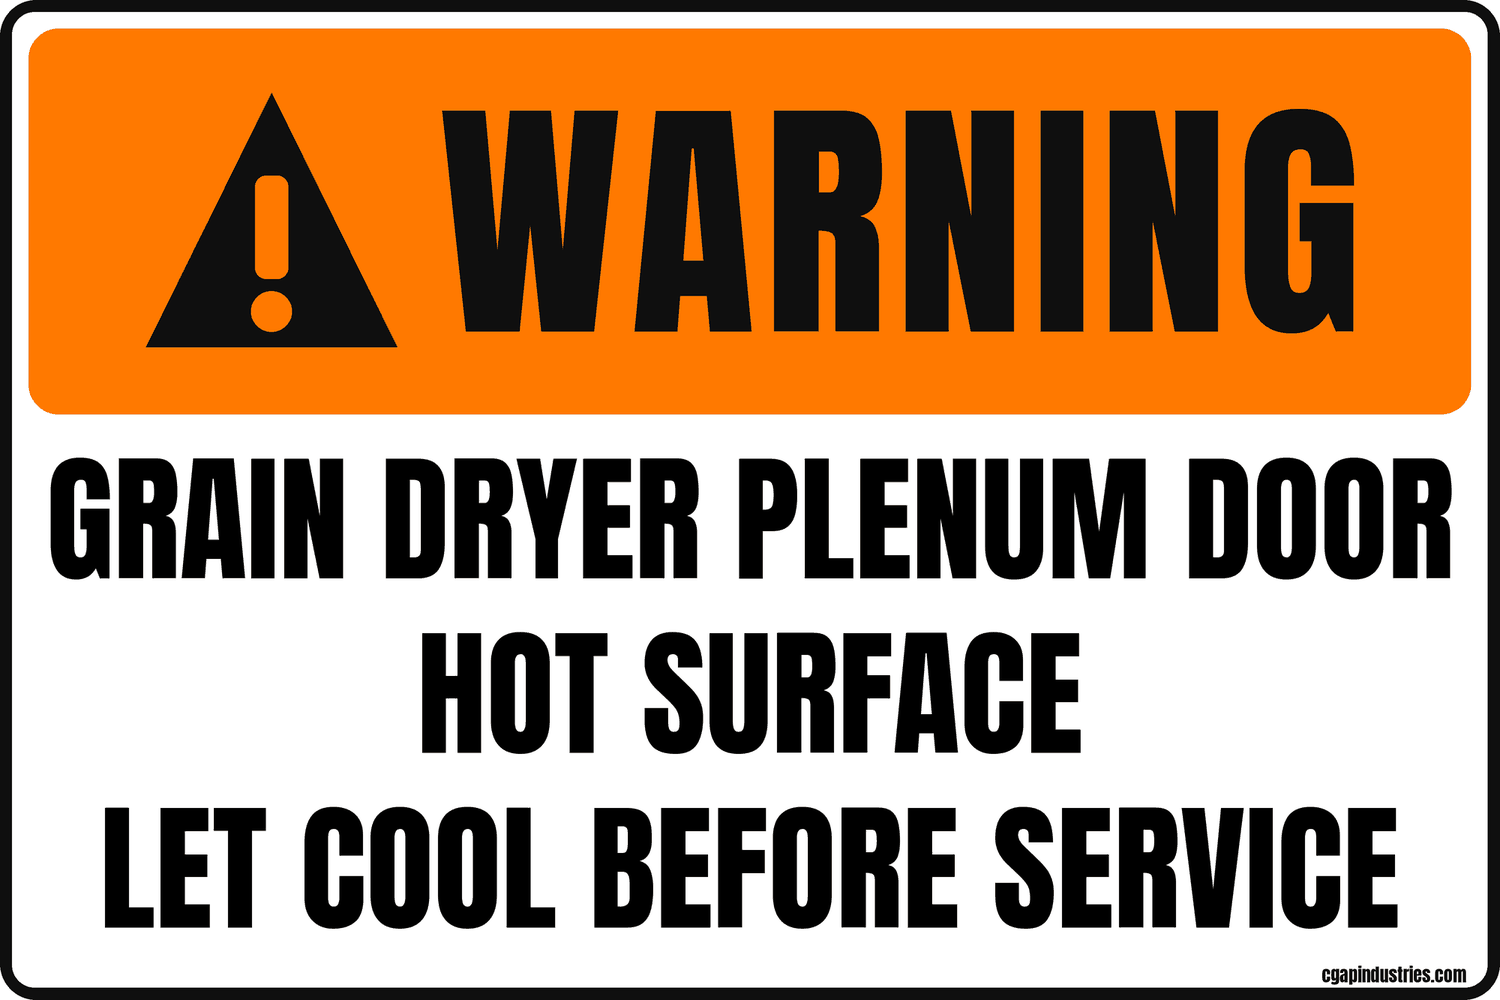 WARNING
GRAIN DRYER PLENUM DOOR
HOT SURFACE
LET COOL BEFORE SERVICE
cgapindustries.com